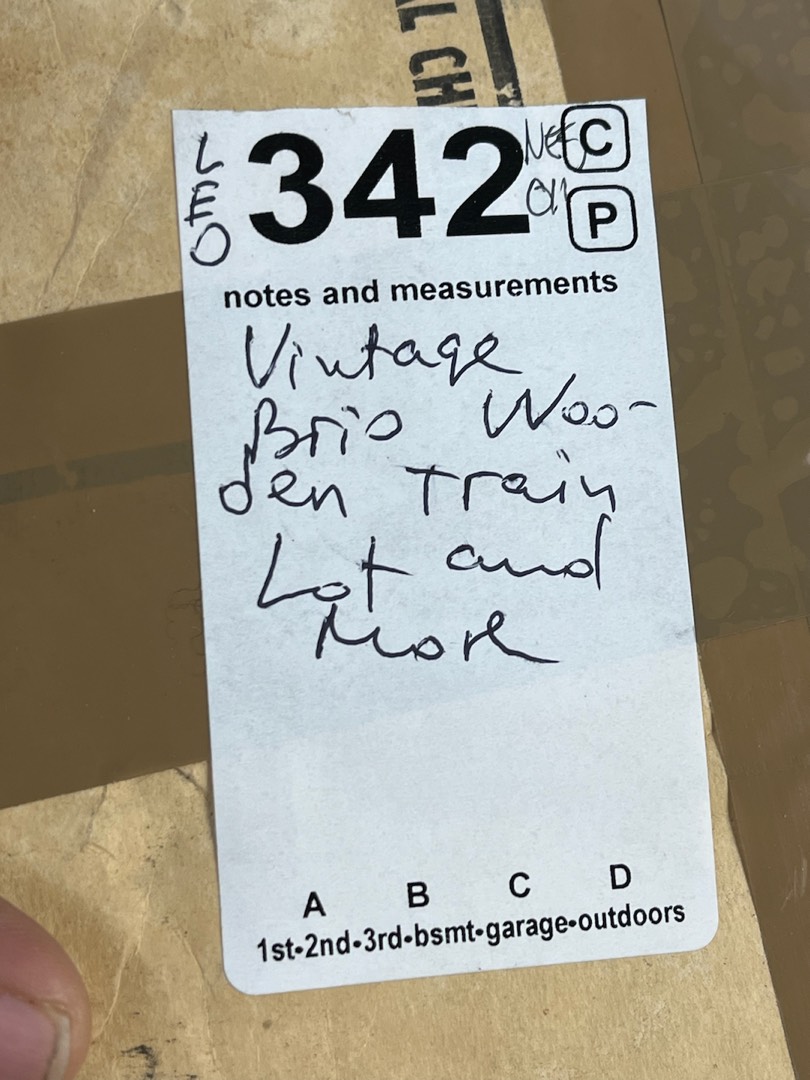 LEO
342
C
P
notes and measurements
Vintage
Brio Woo-
den Train
Lot and
More
A B C D
1st•2nd•3rd•bsmt•garage•outdoors